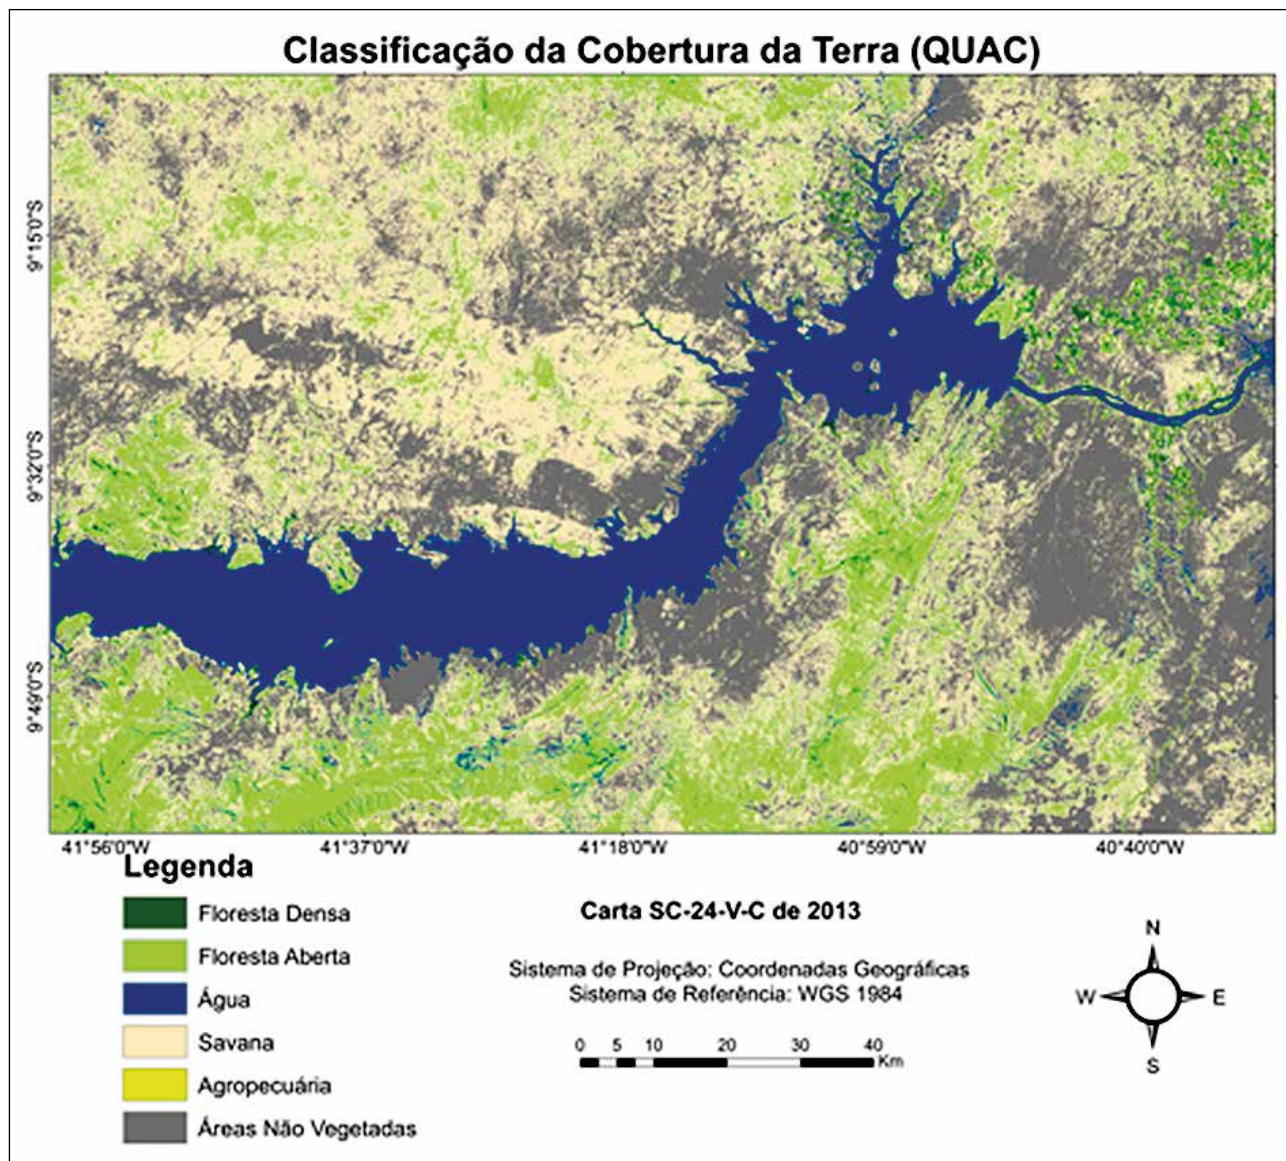 Classificação da Cobertura da Terra (QUAC)
9°15'0"S
9°32'0"S
9°49'0"S
41°56'0"W 41°37'0"W 41°18'0"W 40°59'0"W 40°40'0"W
Legenda
Floresta Densa
Floresta Aberta
Água
Savana
Agropecuária
Áreas Não Vegetadas
Carta SC-24-V-C de 2013
Sistema de Projeção: Coordenadas Geográficas
Sistema de Referência: WGS 1984
0 5 10 20 30 40
Km
N
W E
S